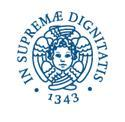 IN SUPREMÆ DIGNITATIS
· 1343 ·